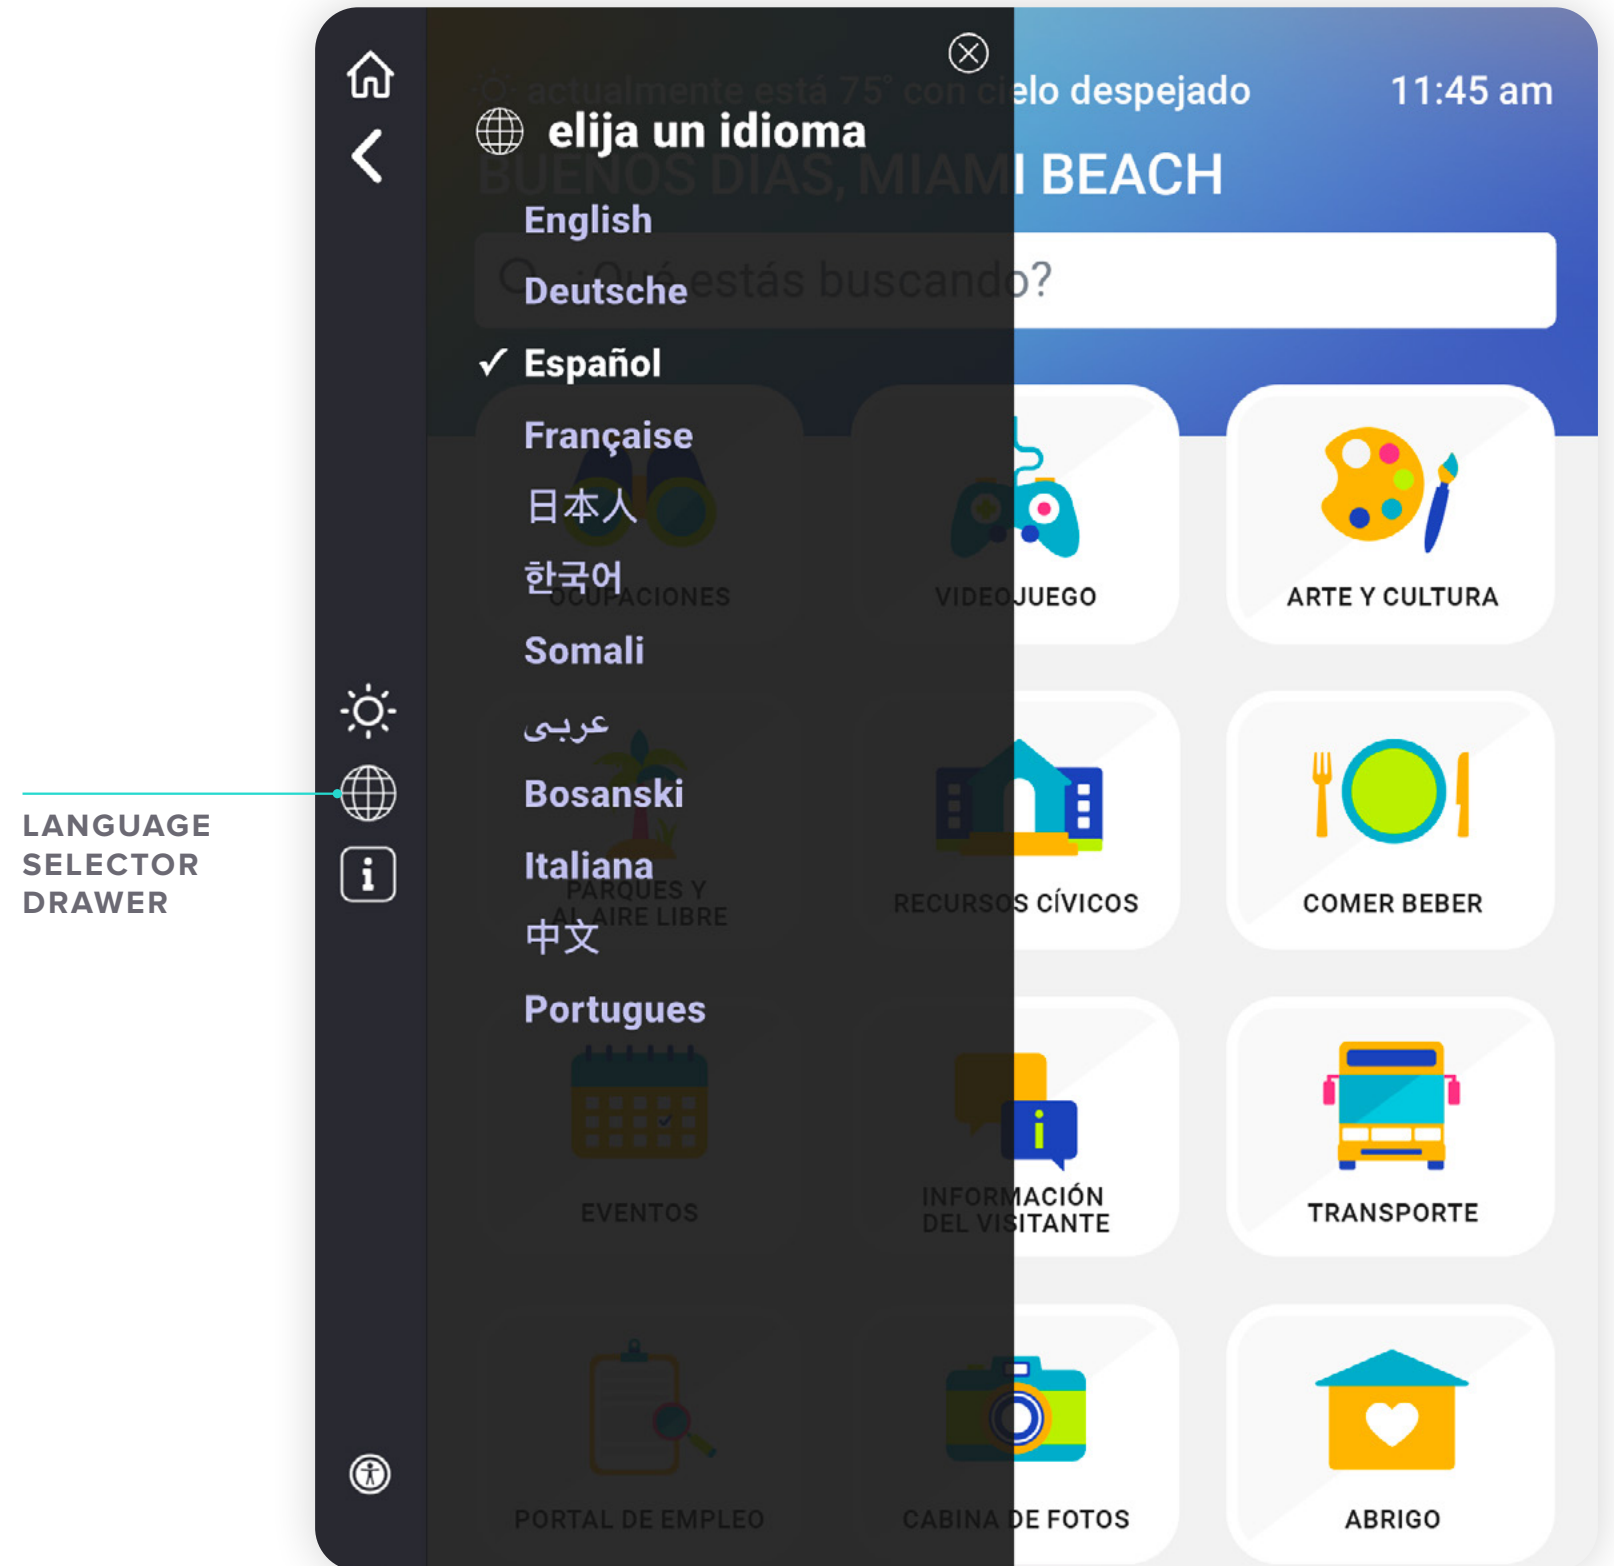 actualmente está 75° con cielo despejado
11:45 am
elija un idioma
BUENOS DÍAS, MIAMI BEACH
English
¿Qué estás buscando?
Deutsche
Español
Française
日本人
한국어
OCUPACIONES
VIDEOJUEGO
ARTE Y CULTURA
Somali
عربى
Bosanski
Italiana
PARQUES Y
AL AIRE LIBRE
RECURSOS CÍVICOS
COMER BEBER
中文
Portugues
EVENTOS
INFORMACIÓN
DEL VISITANTE
TRANSPORTE
PORTAL DE EMPLEO
CABINA DE FOTOS
ABRIGO
LANGUAGE
SELECTOR
DRAWER